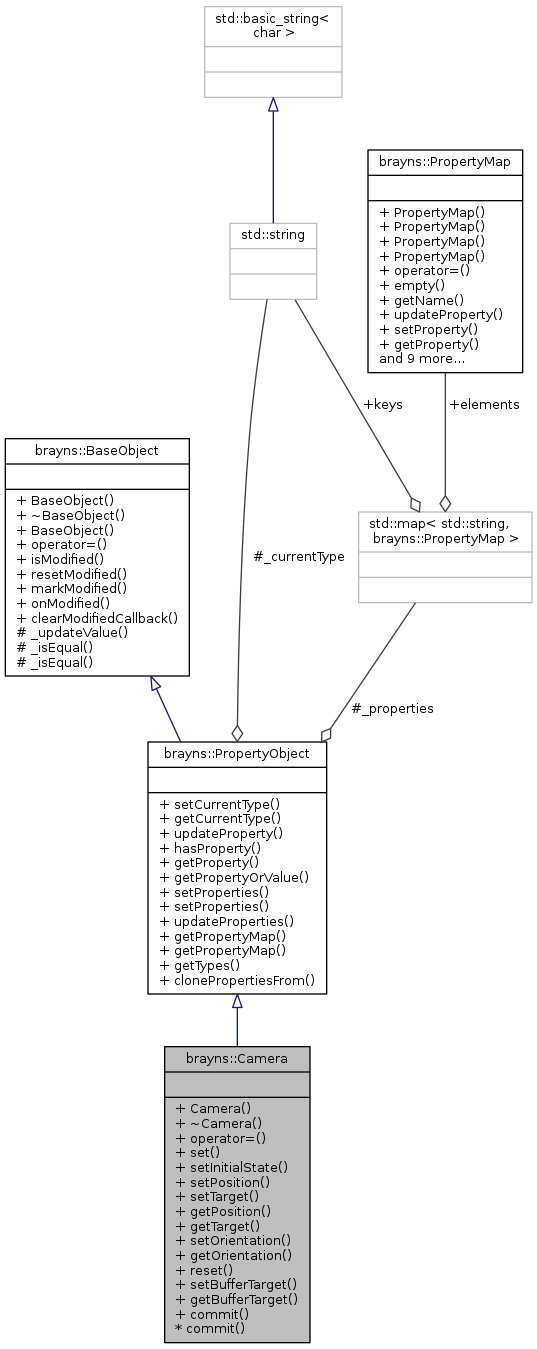 std::basic_string<
char >
brayns::PropertyMap
+ PropertyMap()
+ PropertyMap()
+ PropertyMap()
+ PropertyMap()
+ operator=()
+ empty()
+ getName()
+ updateProperty()
+ setProperty()
+ getProperty()
and 9 more...
std::string
+keys
+elements
brayns::BaseObject
+ BaseObject()
+ ~BaseObject()
+ BaseObject()
+ operator=()
+ isModified()
+ resetModified()
+ markModified()
+ onModified()
+ clearModifiedCallback()
# _updateValue()
# _isEqual()
# _isEqual()
std::map< std::string,
brayns::PropertyMap >
#_currentType
#_properties
brayns::PropertyObject
+ setCurrentType()
+ getCurrentType()
+ updateProperty()
+ hasProperty()
+ getProperty()
+ getPropertyOrValue()
+ setProperties()
+ setProperties()
+ updateProperties()
+ getPropertyMap()
+ getPropertyMap()
+ getTypes()
+ clonePropertiesFrom()
brayns::Camera
+ Camera()
+ ~Camera()
+ operator=()
+ set()
+ setInitialState()
+ setPosition()
+ setTarget()
+ getPosition()
+ getTarget()
+ setOrientation()
+ getOrientation()
+ reset()
+ setBufferTarget()
+ getBufferTarget()
+ commit()
* commit()